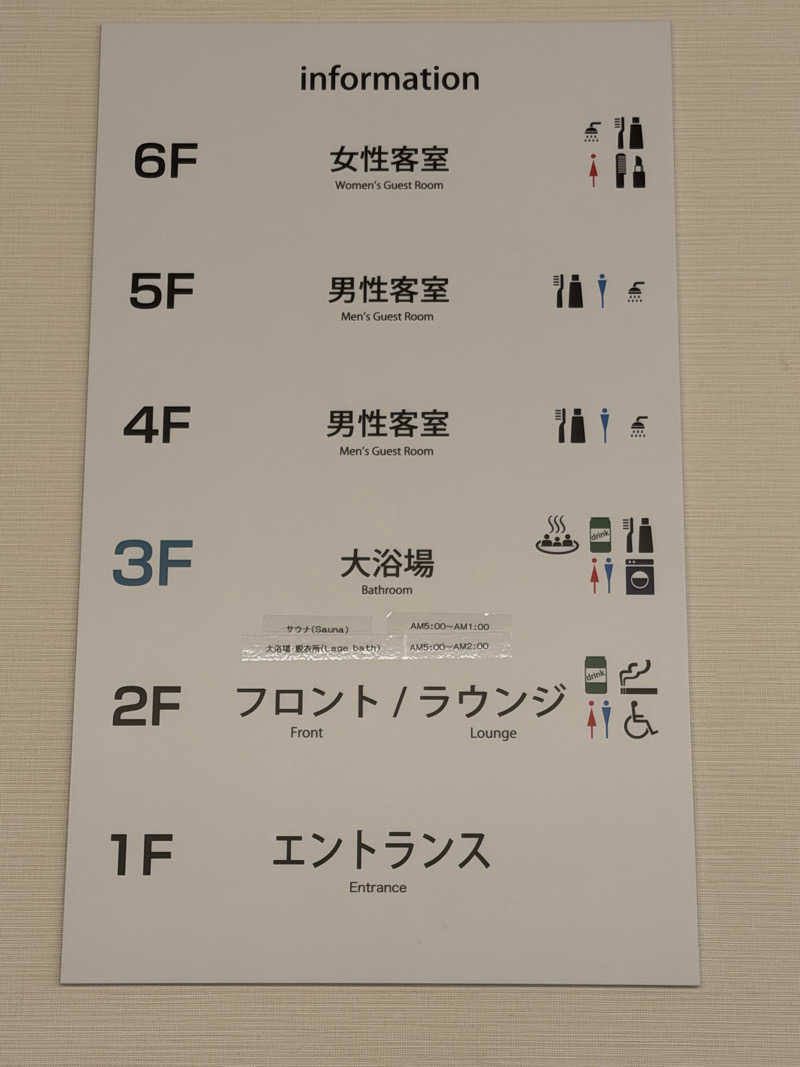 information
6F 女性客室
Women's Guest Room
5F 男性客室
Men's Guest Room
4F 男性客室
Men's Guest Room
drink
3F 大浴場
Bathroom
サウナ(Sauna) AM5:00~AM1:00
大浴場・脱衣所(Lage bath) AM5:00~AM2:00
drink
2F フロント / ラウンジ
Front Lounge
1F エントランス
Entrance